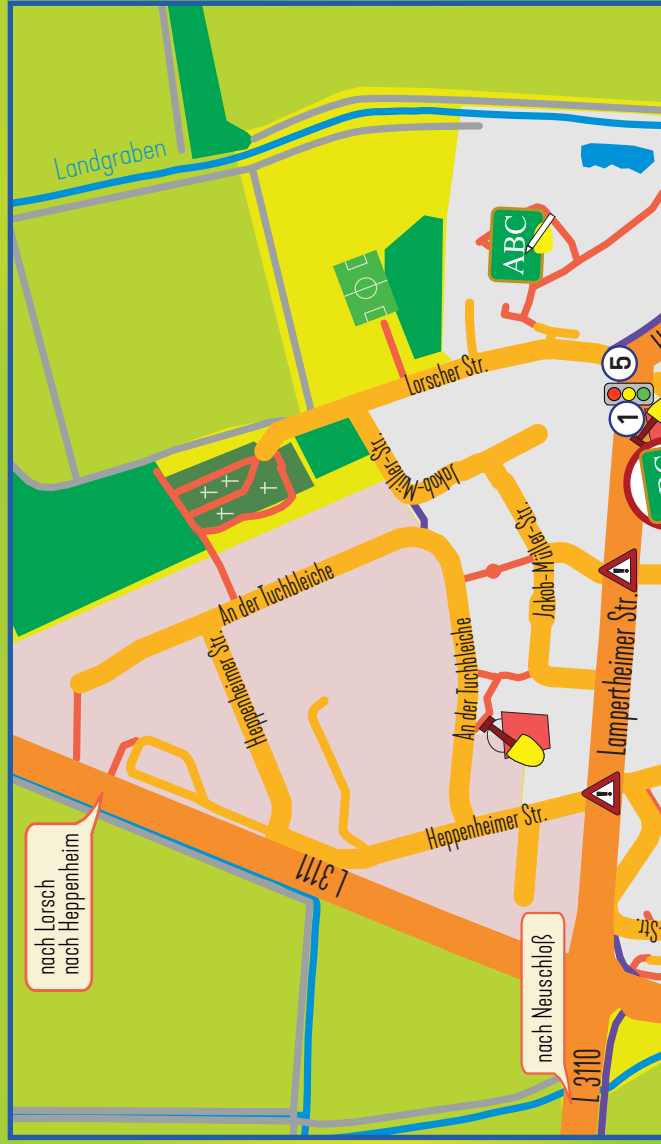 Landgraben
ABC
Lorscher Str.
5
1
Jakob-Müller-Str.
Jakob-Müller-Str.
An der Tuchbleiche
Heppenheimer Str.
An der Tuchbleiche
Lampertheimer Str.
!
!
Heppenheimer Str.
nach Lorsch
nach Heppenheim
L 3111
nach Neuschloß
L 3110
-Str.